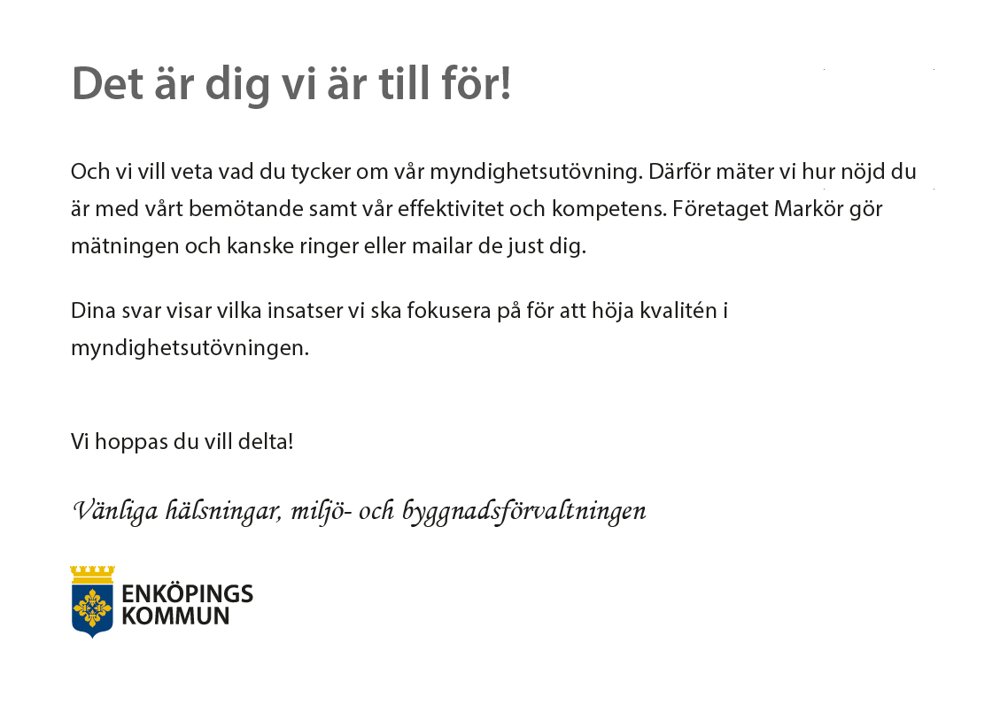 Det är dig vi är till för!
Och vi vill veta vad du tycker om vår myndighetsutövning. Därför mäter vi hur nöjd du
är med vårt bemötande samt vår effektivitet och kompetens. Företaget Markör gör
mätningen och kanske ringer eller mailar de just dig.
Dina svar visar vilka insatser vi ska fokusera på för att höja kvalitén i
myndighetsutövningen.
Vi hoppas du vill delta!
Vänliga hälsningar, miljö- och byggnadsförvaltningen
ENKÖPINGS
KOMMUN